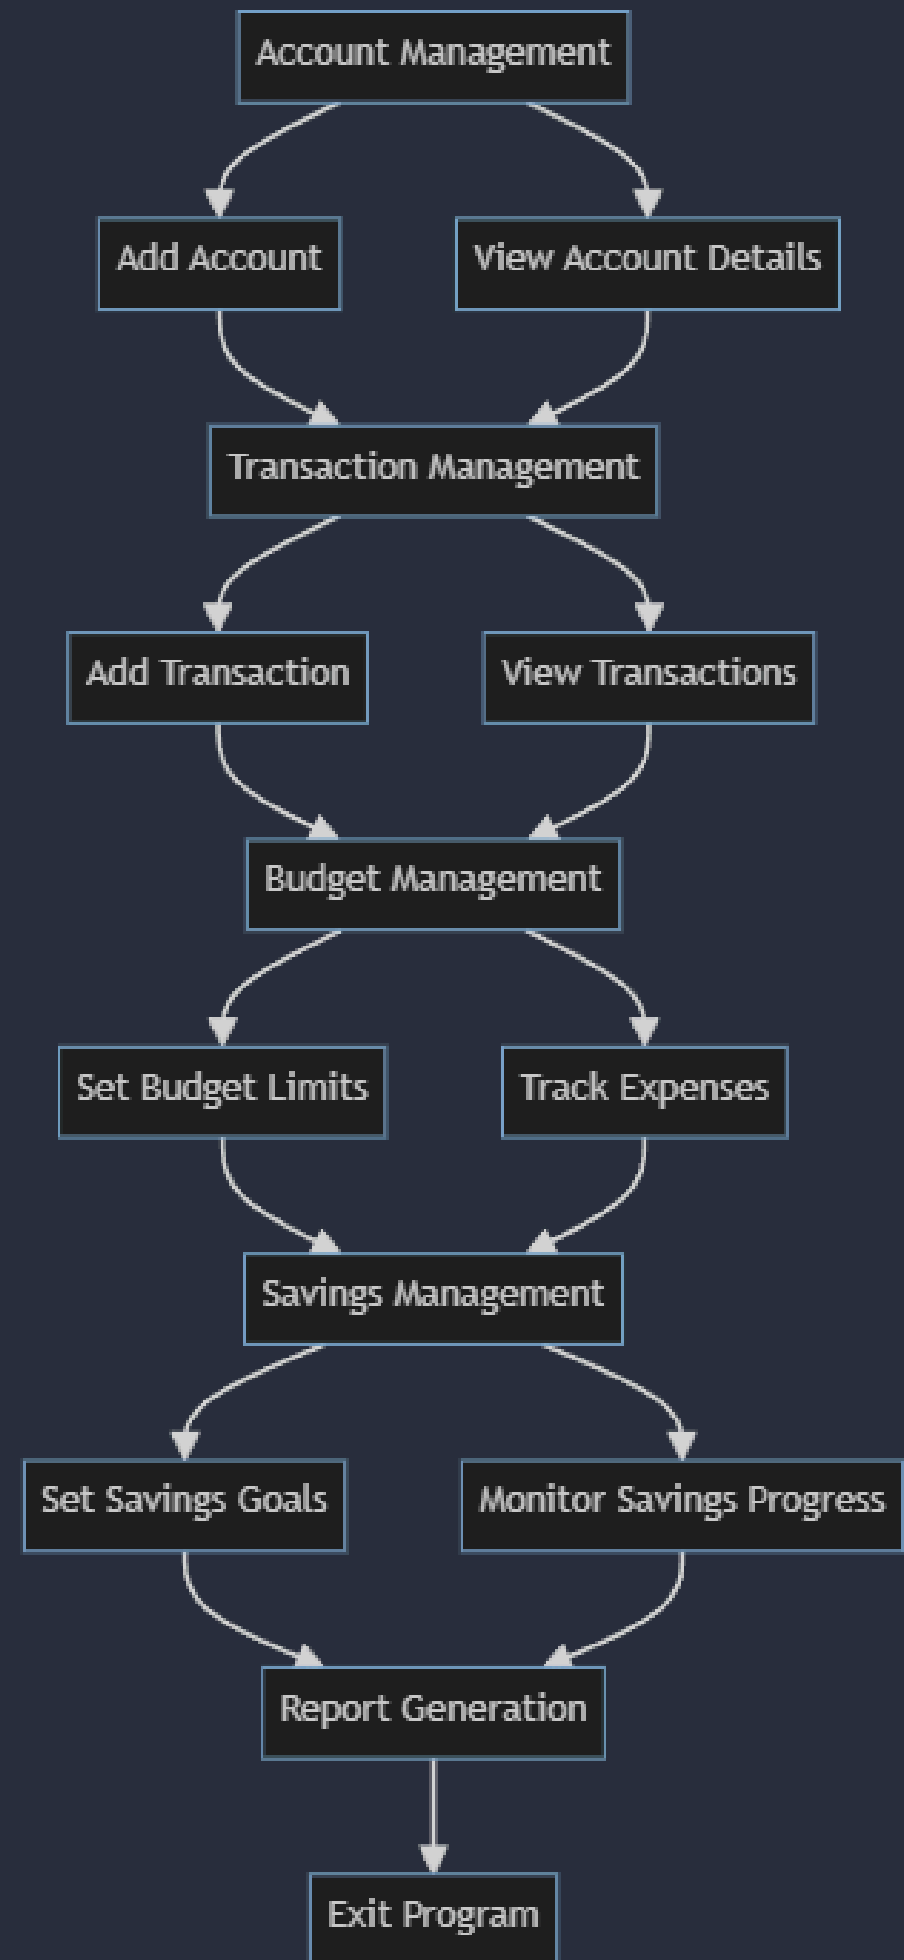 Account Management
Add Account
View Account Details
Transaction Management
Add Transaction
View Transactions
Budget Management
Set Budget Limits
Track Expenses
Savings Management
Set Savings Goals
Monitor Savings Progress
Report Generation
Exit Program